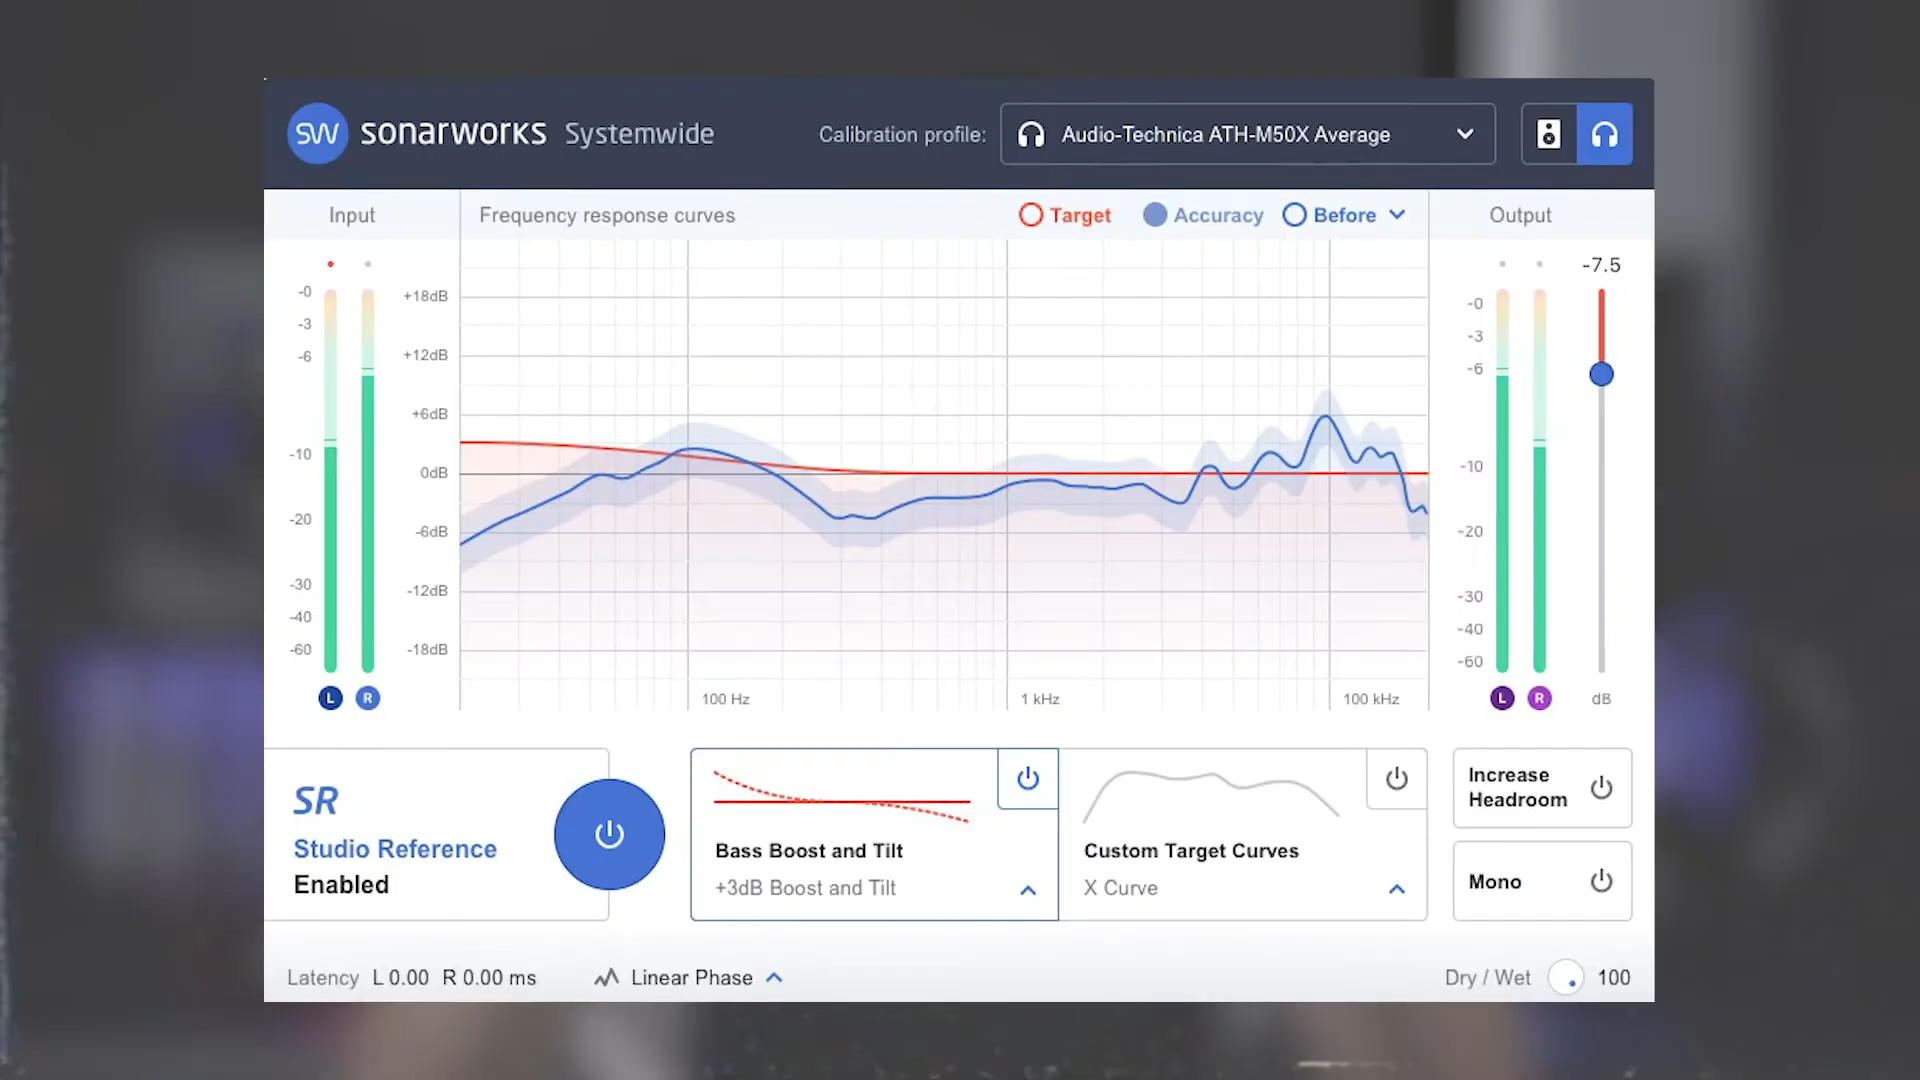 SW sonarworks Systemwide
Calibration profile: Audio-Technica ATH-M50X Average
Input
Frequency response curves
Target Accuracy Before
Output
-7.5
-0
-3
-6
-10
-20
-30
-40
-60
L R
+18dB
+12dB
+6dB
0dB
-6dB
-12dB
-18dB
100 Hz 1 kHz 100 kHz
-0
-3
-6
-10
-20
-30
-40
-60
L R dB
SR
Studio Reference
Enabled
Bass Boost and Tilt
+3dB Boost and Tilt
Custom Target Curves
X Curve
Increase
Headroom
Mono
Latency L 0.00 R 0.00 ms Linear Phase
Dry / Wet 100